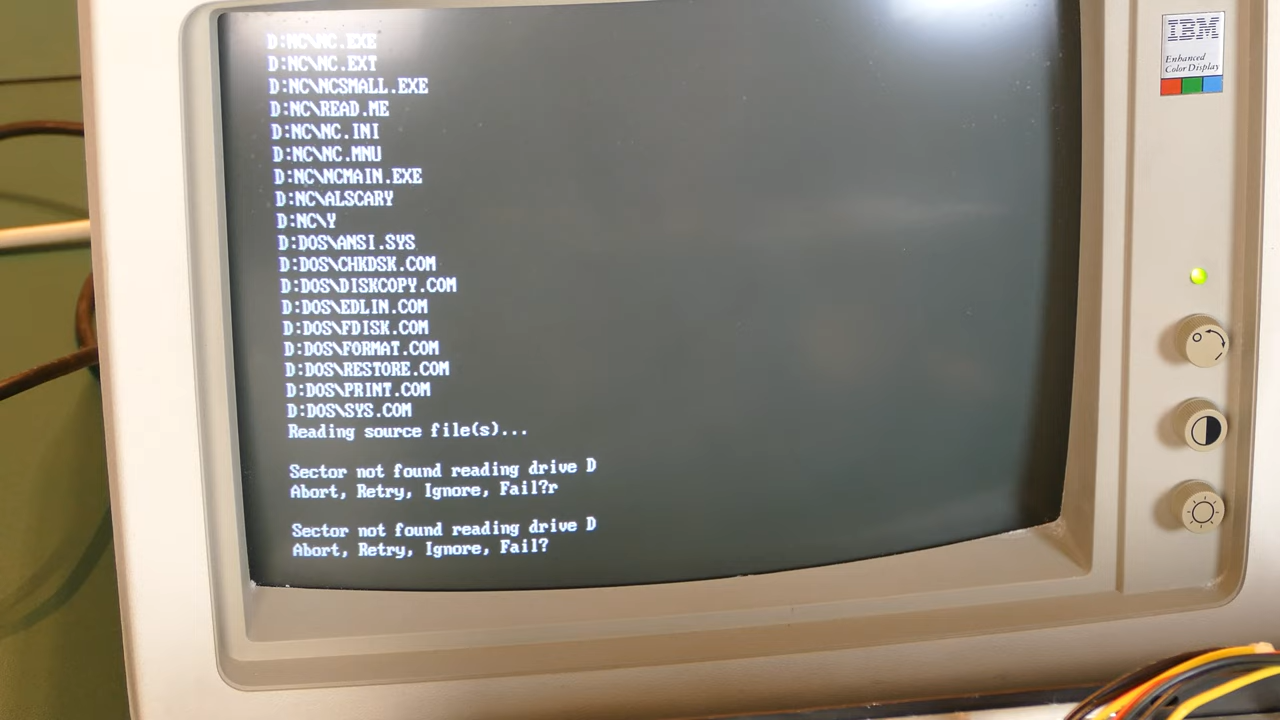 D:NC\NC.EXE
D:NC\NC.EXT
D:NC\NCSMALL.EXE
D:NC\READ.ME
D:NC\NC.INI
D:NC\NC.MNU
D:NC\NCMAIN.EXE
D:NC\ALSCARY
D:NC\Y
D:DOS\ANSI.SYS
D:DOS\CHKDSK.COM
D:DOS\DISKCOPY.COM
D:DOS\EDLIN.COM
D:DOS\FDISK.COM
D:DOS\FORMAT.COM
D:DOS\RESTORE.COM
D:DOS\PRINT.COM
D:DOS\SYS.COM
Reading source file(s)...
Sector not found reading drive D
Abort, Retry, Ignore, Fail?r
Sector not found reading drive D
Abort, Retry, Ignore, Fail?
IBM
Enhanced
Color Display